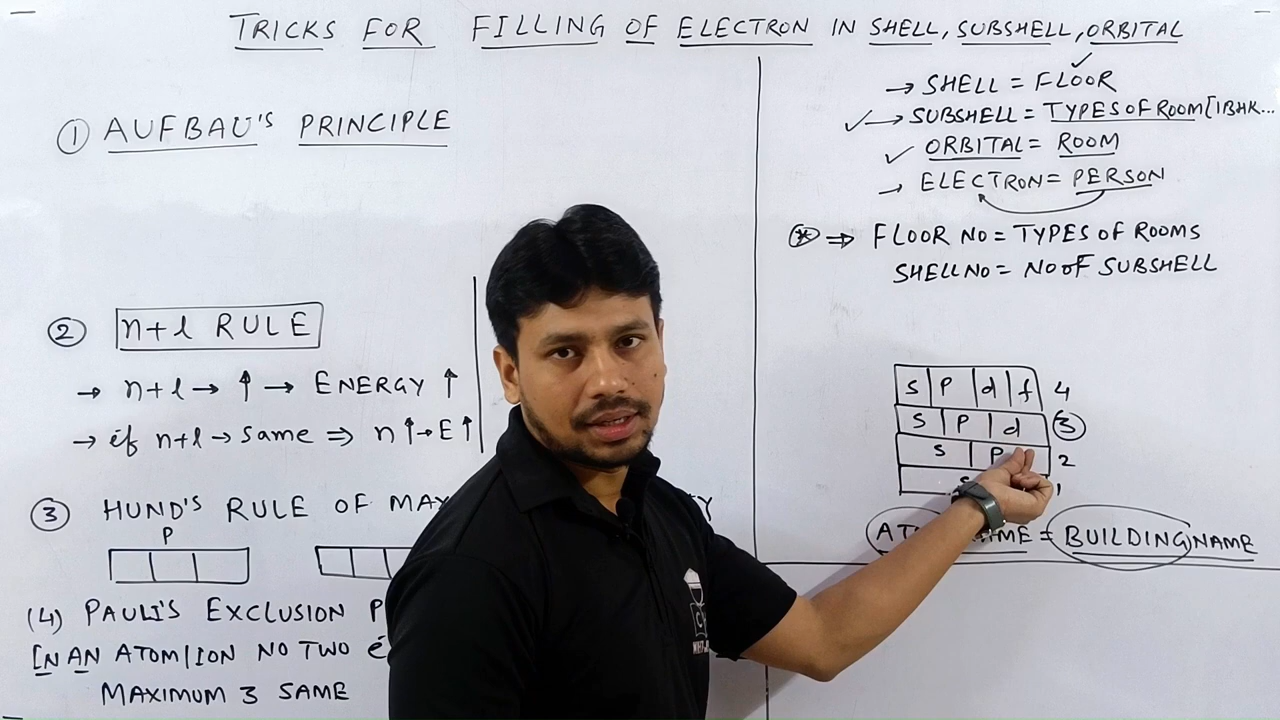 TRICKS FOR FILLING OF ELECTRON IN SHELL, SUBSHELL, ORBITAL
① AUFBAU'S PRINCIPLE
② n+l RULE
→ n+l → ↑ → ENERGY ↑
→ if n+l → same ⇒ n↑→E↑
③ HUND'S RULE OF
P
(4) PAULI'S EXCLUSION
IN AN ATOM/ION NO TWO
MAXIMUM 3 SAME
→ SHELL = FLOOR
✓→ SUBSHELL = TYPES OF ROOM [1BHK...
✓ ORBITAL = ROOM
→ ELECTRON = PERSON
⊛ ⇒ FLOOR NO = TYPES OF ROOMS
SHELL NO = NO OF SUBSHELL
S P d f 4
S P d ③
S P 2
1
= BUILDING NAME